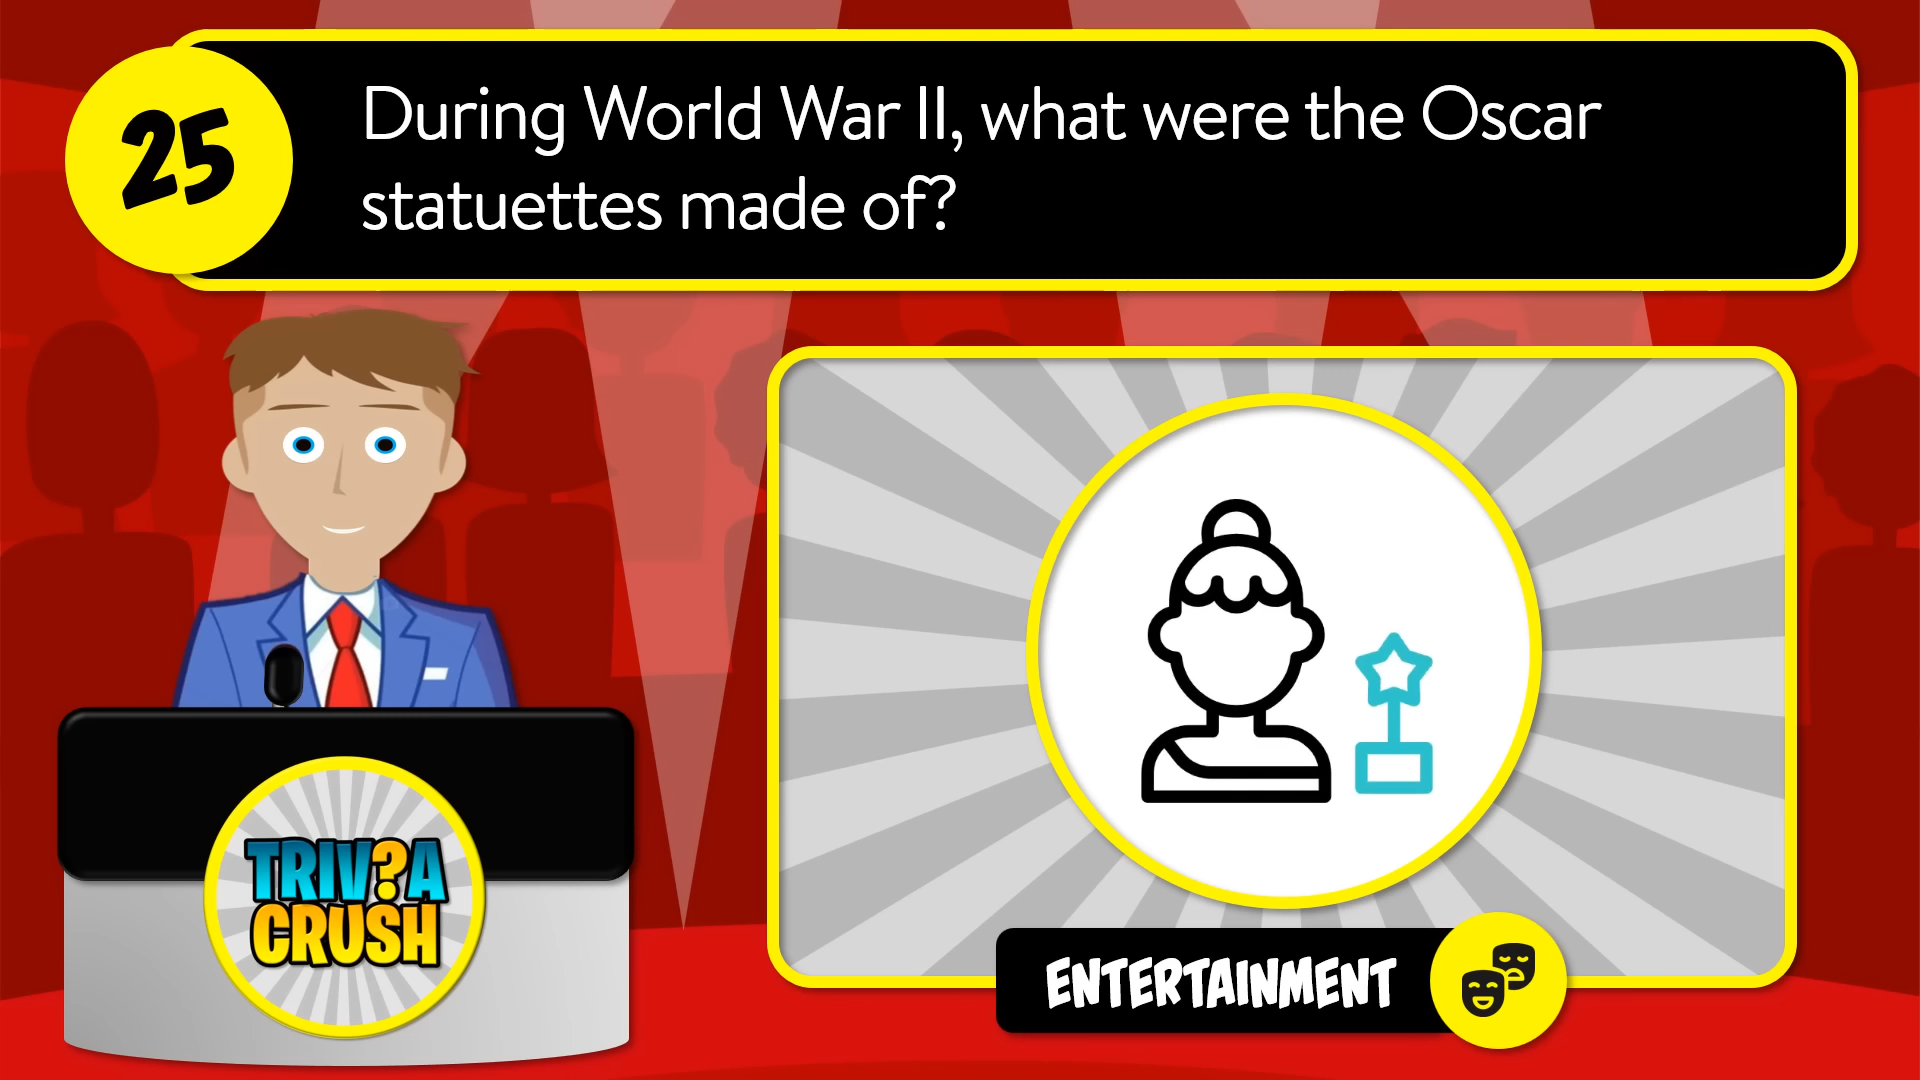 25
During World War II, what were the Oscar
statuettes made of?
TRIV?A
CRUSH
ENTERTAINMENT